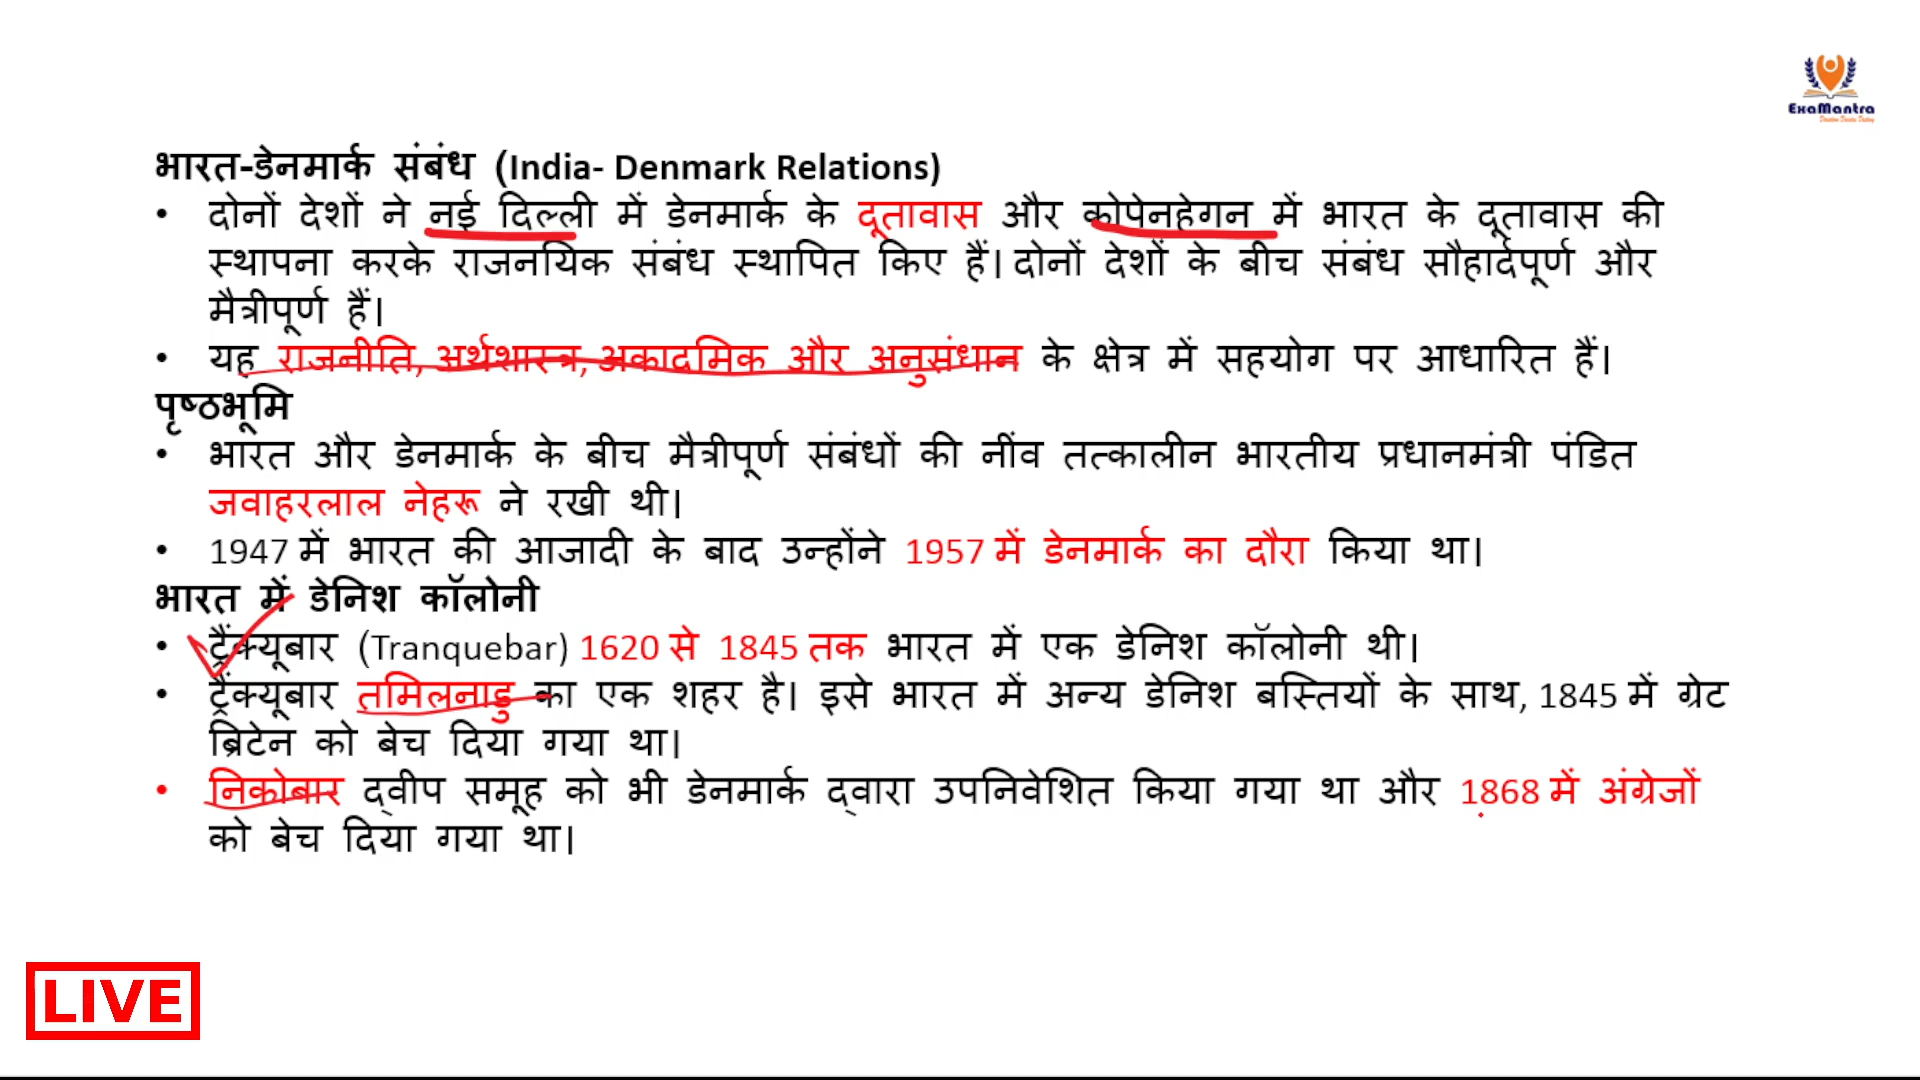 ExaMantra
भारत-डेनमार्क संबंध (India- Denmark Relations)
• दोनों देशों ने नई दिल्ली में डेनमार्क के दूतावास और कोपेनहेगन में भारत के दूतावास की
स्थापना करके राजनयिक संबंध स्थापित किए हैं। दोनों देशों के बीच संबंध सौहार्दपूर्ण और
मैत्रीपूर्ण हैं।
• यह राजनीति, अर्थशास्त्र, अकादमिक और अनुसंधान के क्षेत्र में सहयोग पर आधारित हैं।
पृष्ठभूमि
• भारत और डेनमार्क के बीच मैत्रीपूर्ण संबंधों की नींव तत्कालीन भारतीय प्रधानमंत्री पंडित
जवाहरलाल नेहरू ने रखी थी।
• 1947 में भारत की आजादी के बाद उन्होंने 1957 में डेनमार्क का दौरा किया था।
भारत में डेनिश कॉलोनी
• ट्रैंक्यूबार (Tranquebar) 1620 से 1845 तक भारत में एक डेनिश कॉलोनी थी।
• ट्रैंक्यूबार तमिलनाडु का एक शहर है। इसे भारत में अन्य डेनिश बस्तियों के साथ, 1845 में ग्रेट
ब्रिटेन को बेच दिया गया था।
• निकोबार द्वीप समूह को भी डेनमार्क द्वारा उपनिवेशित किया गया था और 1868 में अंग्रेजों
को बेच दिया गया था।
LIVE